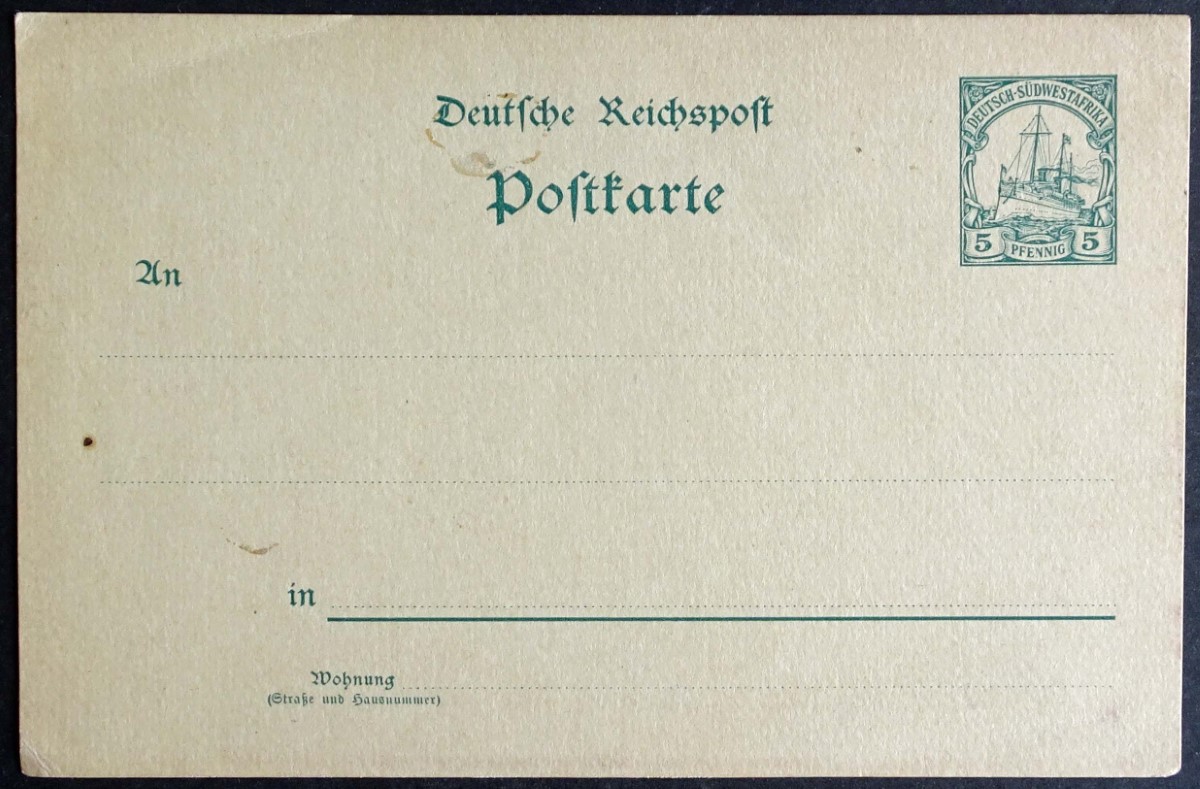 Deutsche Reichspost
Postkarte
DEUTSCH-SÜDWESTAFRIKA
5 PFENNIG 5
An
in
Wohnung
(Straße und Hausnummer)